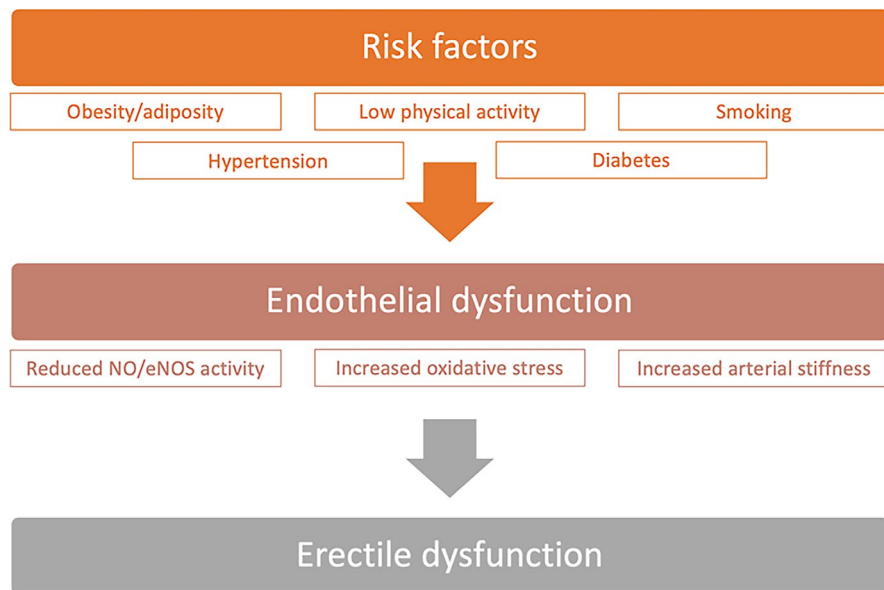 Risk factors
Obesity/adiposity
Low physical activity
Smoking
Hypertension
Diabetes
Endothelial dysfunction
Reduced NO/eNOS activity
Increased oxidative stress
Increased arterial stiffness
Erectile dysfunction